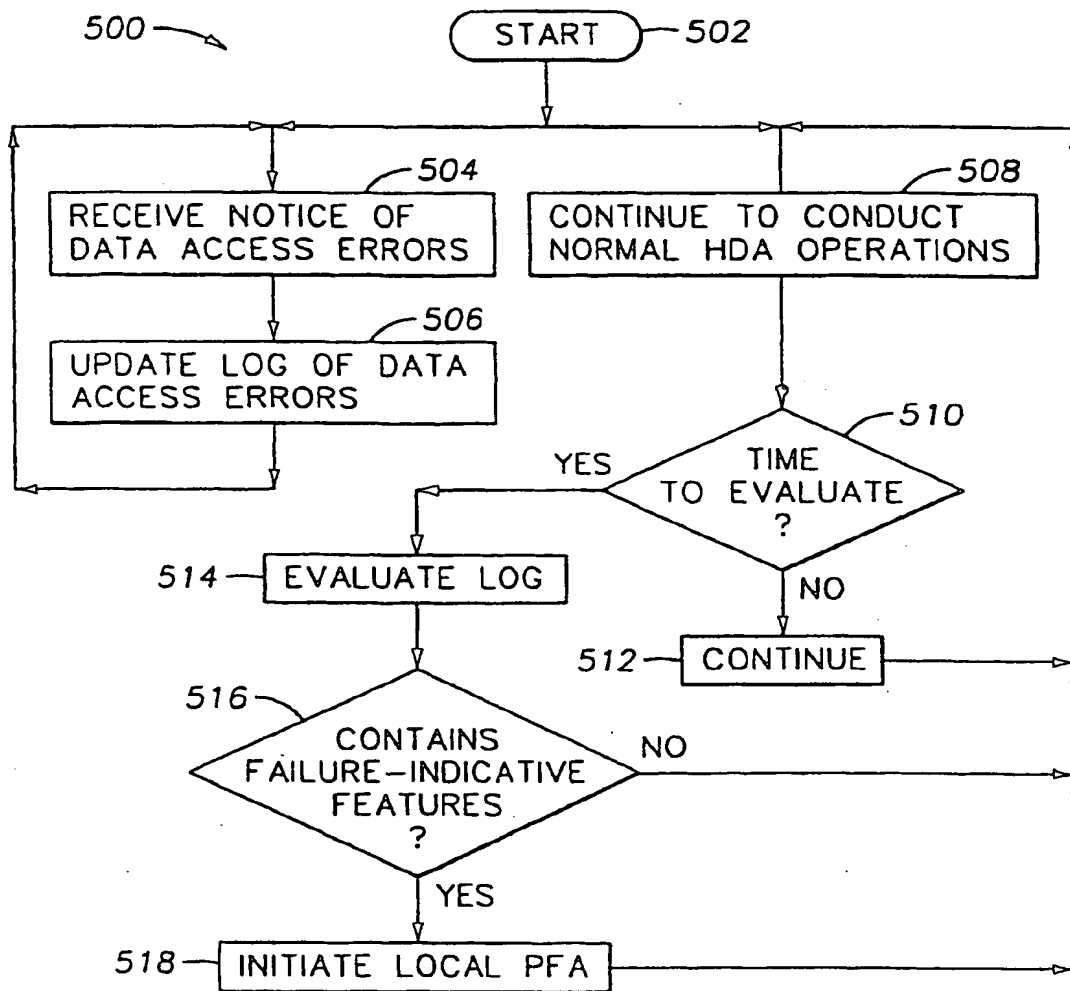 500
START
502
504
RECEIVE NOTICE OF
DATA ACCESS ERRORS
508
CONTINUE TO CONDUCT
NORMAL HDA OPERATIONS
506
UPDATE LOG OF DATA
ACCESS ERRORS
510
TIME
TO EVALUATE
?
YES
NO
514
EVALUATE LOG
512
CONTINUE
516
CONTAINS
FAILURE-INDICATIVE
FEATURES
?
NO
YES
518
INITIATE LOCAL PFA